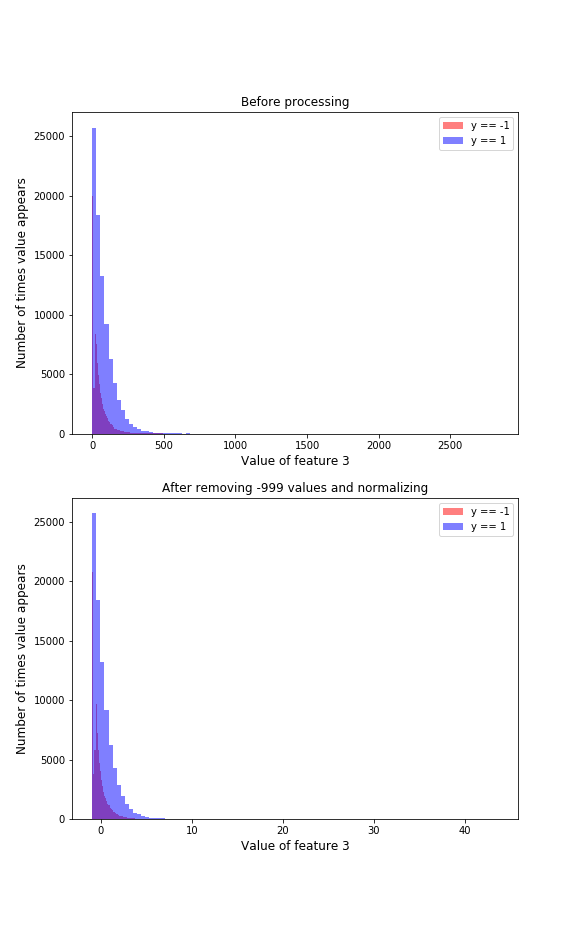 Before processing
y == -1
y == 1
25000
20000
15000
10000
5000
0
Number of times value appears
0 500 1000 1500 2000 2500
Value of feature 3
After removing -999 values and normalizing
y == -1
y == 1
25000
20000
15000
10000
5000
0
Number of times value appears
0 10 20 30 40
Value of feature 3